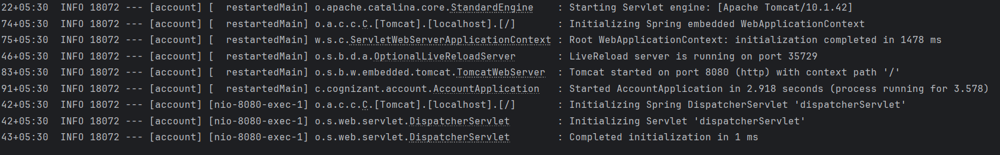 22+05:30  INFO 18072 --- [account] [  restartedMain] o.apache.catalina.core.StandardEngine    : Starting Servlet engine: [Apache Tomcat/10.1.42]
74+05:30  INFO 18072 --- [account] [  restartedMain] o.a.c.c.C.[Tomcat].[localhost].[/]       : Initializing Spring embedded WebApplicationContext
75+05:30  INFO 18072 --- [account] [  restartedMain] w.s.c.ServletWebServerApplicationContext : Root WebApplicationContext: initialization completed in 1478 ms
46+05:30  INFO 18072 --- [account] [  restartedMain] o.s.b.d.a.OptionalLiveReloadServer       : LiveReload server is running on port 35729
83+05:30  INFO 18072 --- [account] [  restartedMain] o.s.b.w.embedded.tomcat.TomcatWebServer  : Tomcat started on port 8080 (http) with context path '/'
91+05:30  INFO 18072 --- [account] [  restartedMain] c.cognizant.account.AccountApplication   : Started AccountApplication in 2.918 seconds (process running for 3.578)
42+05:30  INFO 18072 --- [account] [nio-8080-exec-1] o.a.c.c.C.[Tomcat].[localhost].[/]       : Initializing Spring DispatcherServlet 'dispatcherServlet'
42+05:30  INFO 18072 --- [account] [nio-8080-exec-1] o.s.web.servlet.DispatcherServlet        : Initializing Servlet 'dispatcherServlet'
43+05:30  INFO 18072 --- [account] [nio-8080-exec-1] o.s.web.servlet.DispatcherServlet        : Completed initialization in 1 ms